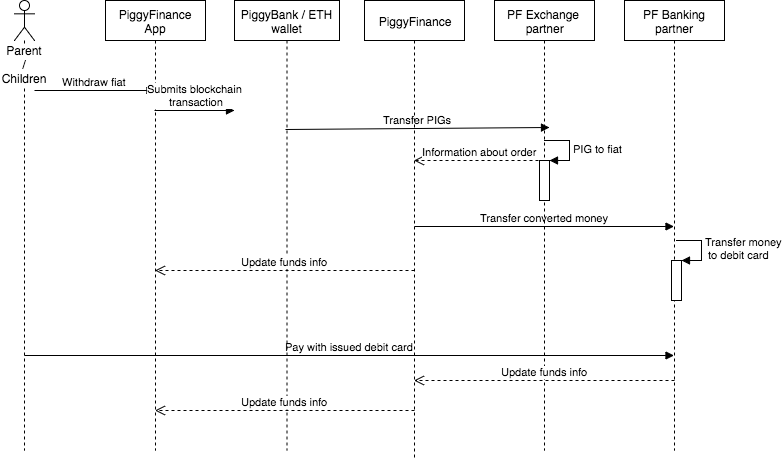 PiggyFinance
App
PiggyBank / ETH
wallet
PiggyFinance
PF Exchange
partner
PF Banking
partner
Parent
/
Children
Withdraw fiat
Submits blockchain
transaction
Transfer PIGs
PIG to fiat
Information about order
Transfer converted money
Transfer money
to debit card
Update funds info
Pay with issued debit card
Update funds info
Update funds info